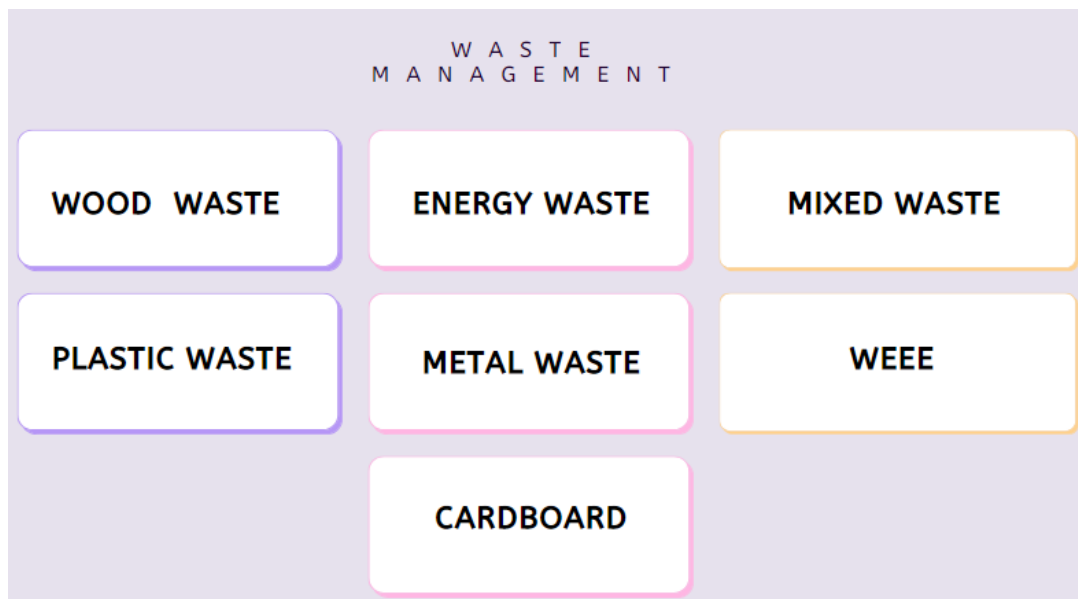 WASTE
MANAGEMENT
WOOD WASTE
ENERGY WASTE
MIXED WASTE
PLASTIC WASTE
METAL WASTE
WEEE
CARDBOARD